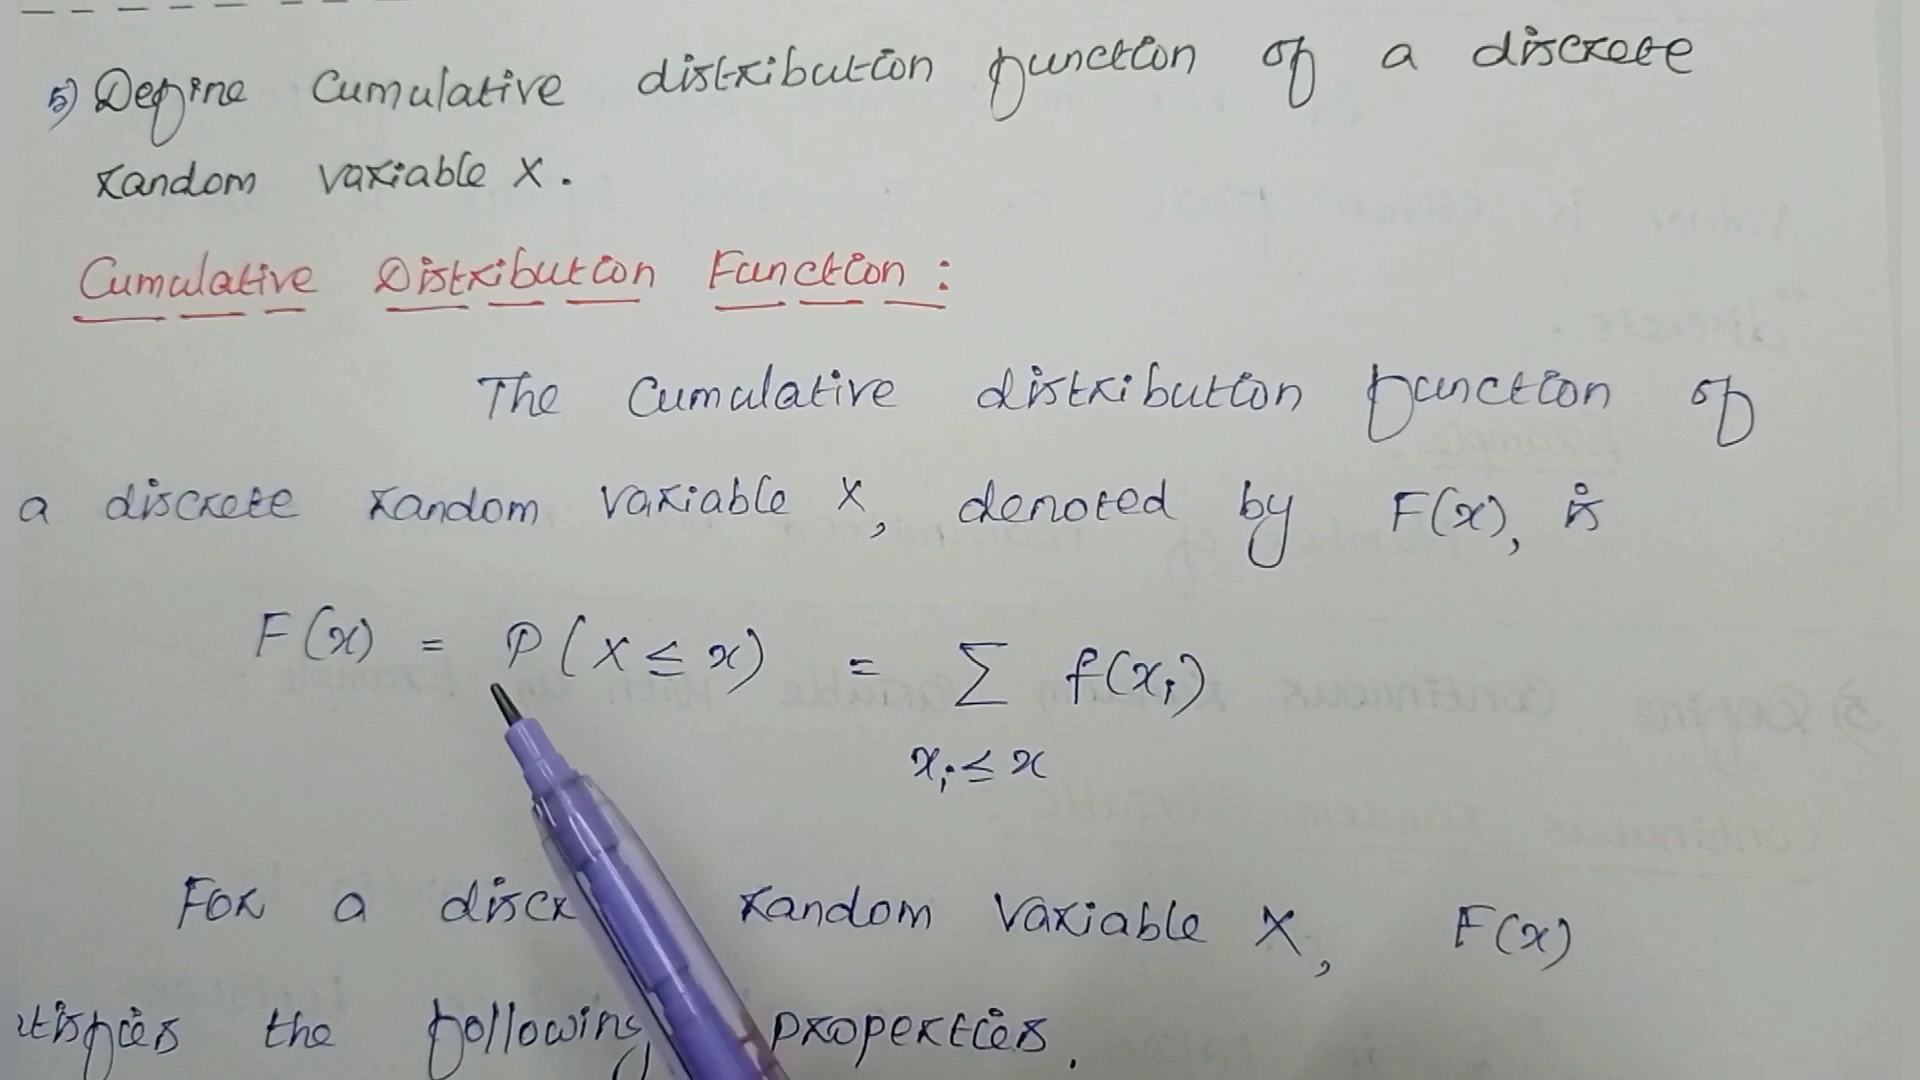 5) Define Cumulative distribution function of a discrete
random variable X.
Cumulative Distribution Function :
The Cumulative distribution function of
a discrete random variable X, denoted by F(x), is
F(x) = P(X ≤ x) = Σ f(xᵢ)
xᵢ ≤ x
For a random variable X, F(x)
the following properties.